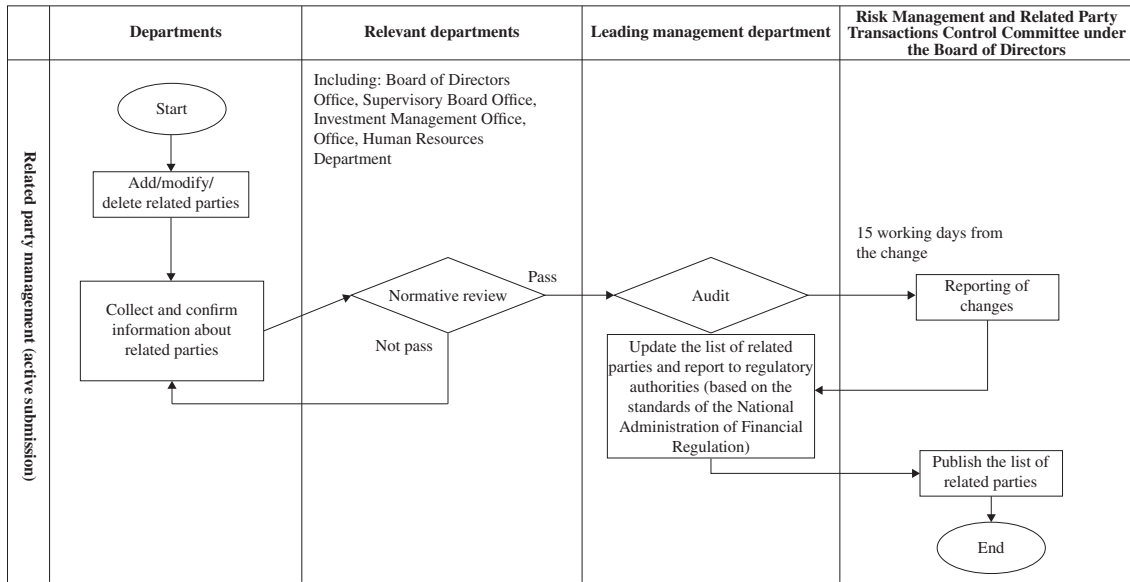 Departments
Relevant departments
Leading management department
Risk Management and Related Party
Transactions Control Committee under
the Board of Directors
Related party management (active submission)
Start
Add/modify/
delete related parties
Collect and confirm
information about
related parties
Including: Board of Directors
Office, Supervisory Board Office,
Investment Management Office,
Office, Human Resources
Department
Normative review
Pass
Not pass
Audit
Update the list of related
parties and report to regulatory
authorities (based on the
standards of the National
Administration of Financial
Regulation)
15 working days from
the change
Reporting of
changes
Publish the list of
related parties
End